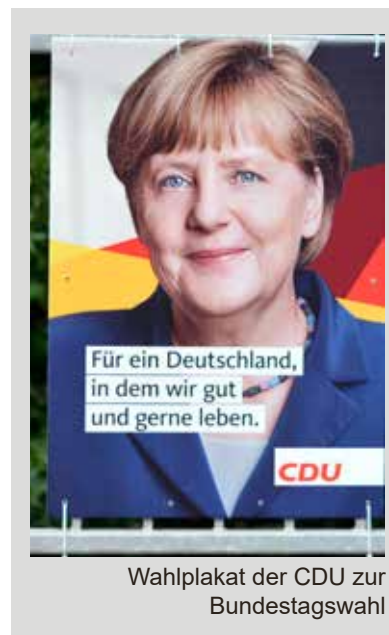 Für ein Deutschland,
in dem wir gut
und gerne leben.
CDU
Wahlplakat der CDU zur
Bundestagswahl